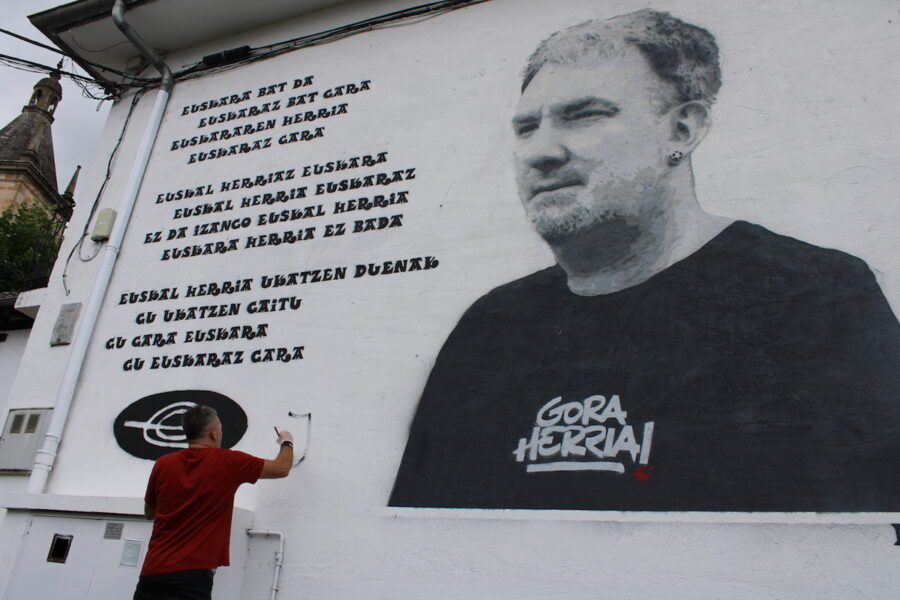 EUSKARA BAT DA
EUSKARAZ BAT GARA
EUSKARAREN HERRIA
EUSKARAZ GARA
EUSKAL HERRIAZ EUSKARA
EUSKAL HERRIA EUSKARAZ
EZ DA IZANGO EUSKAL HERRIA
EUSKARA HERRIA EZ BADA
EUSKAL HERRIA UKATZEN DUENAK
GU UKATZEN GAITU
GU GARA EUSKARA
GU EUSKARAZ GARA
GORA
HERRIA!